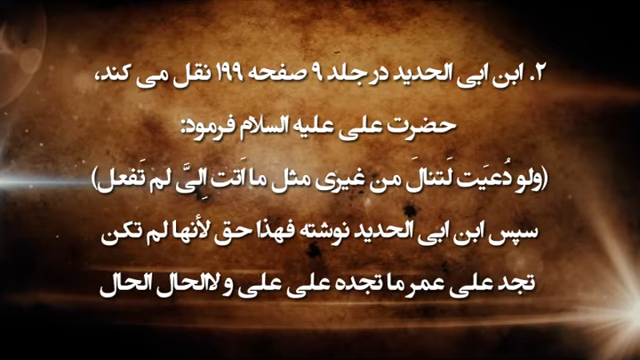 ۲. ابن ابی الحدید در جلد ۹ صفحه ۱۹۹ نقل می کند،
حضرت علی علیه السلام فرمود:
(ولو دُعیَت لَتنالَ من غیری مثل ما اَتت اِلیَّ لم تَفعل)
سپس ابن ابی الحدید نوشته فهذا حق لأنها لم تکن
تجد علی عمر ما تجده علی علی و لاالحال الحال